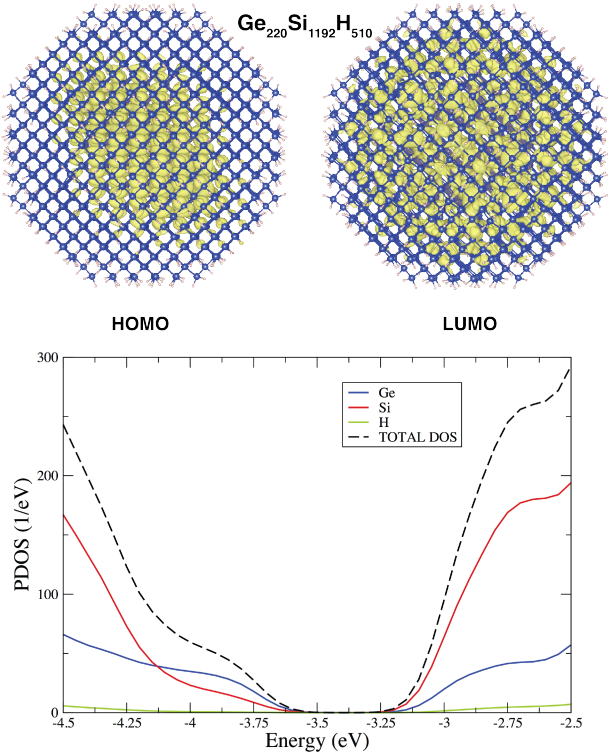 Ge220Si1192H510
HOMO
LUMO
300
200
100
0
PDOS (1/eV)
Ge
Si
H
TOTAL DOS
-4.5 -4.25 -4 -3.75 -3.5 -3.25 -3 -2.75 -2.5
Energy (eV)